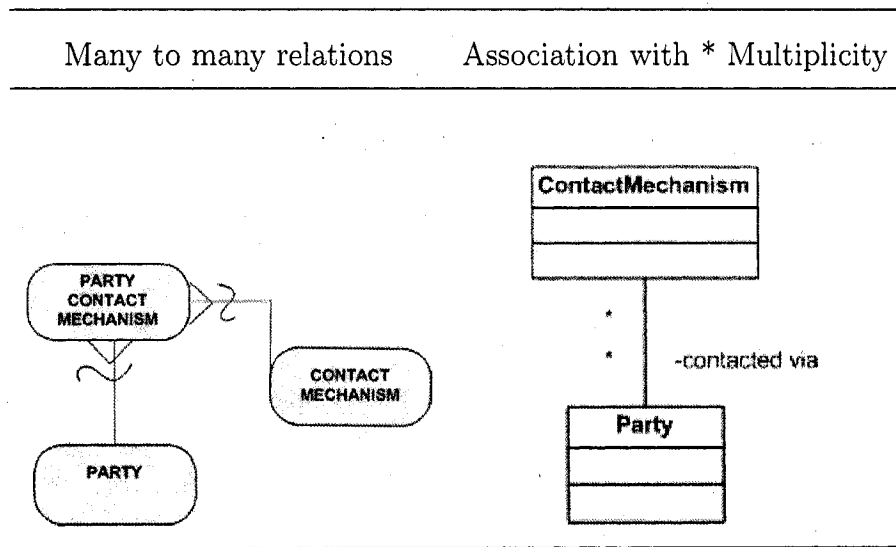 Many to many relations
Association with * Multiplicity
PARTY
CONTACT
MECHANISM
CONTACT
MECHANISM
PARTY
ContactMechanism
*
*
-contacted via
Party